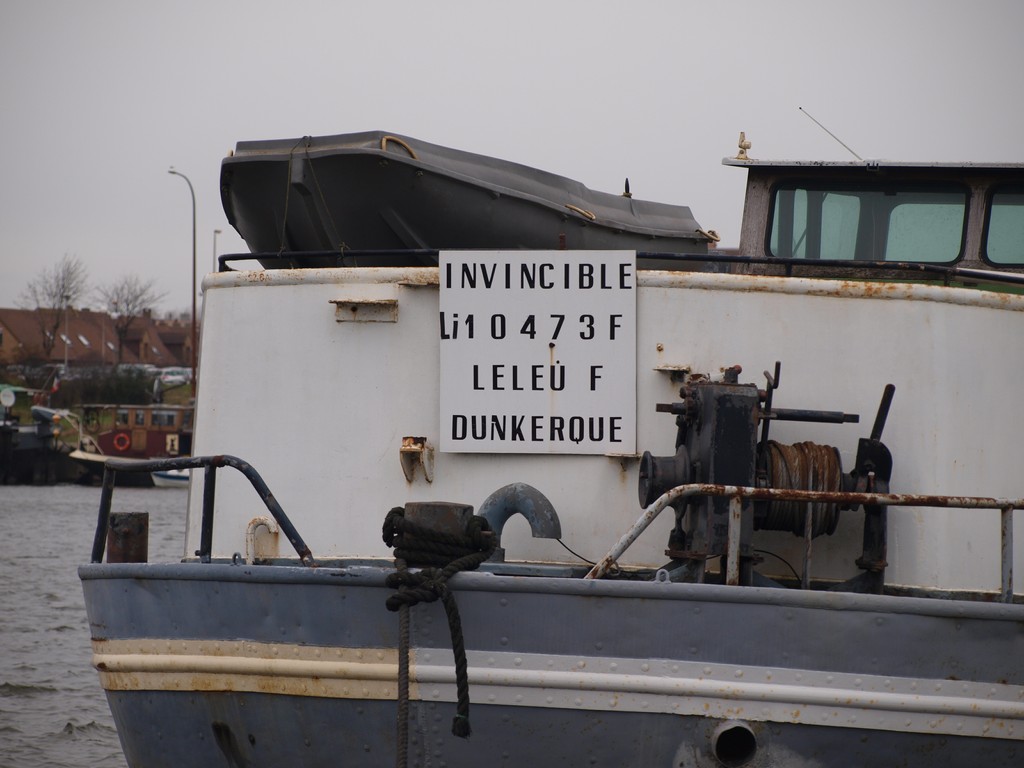 INVINCIBLE
Li10473F
LELEU F
DUNKERQUE